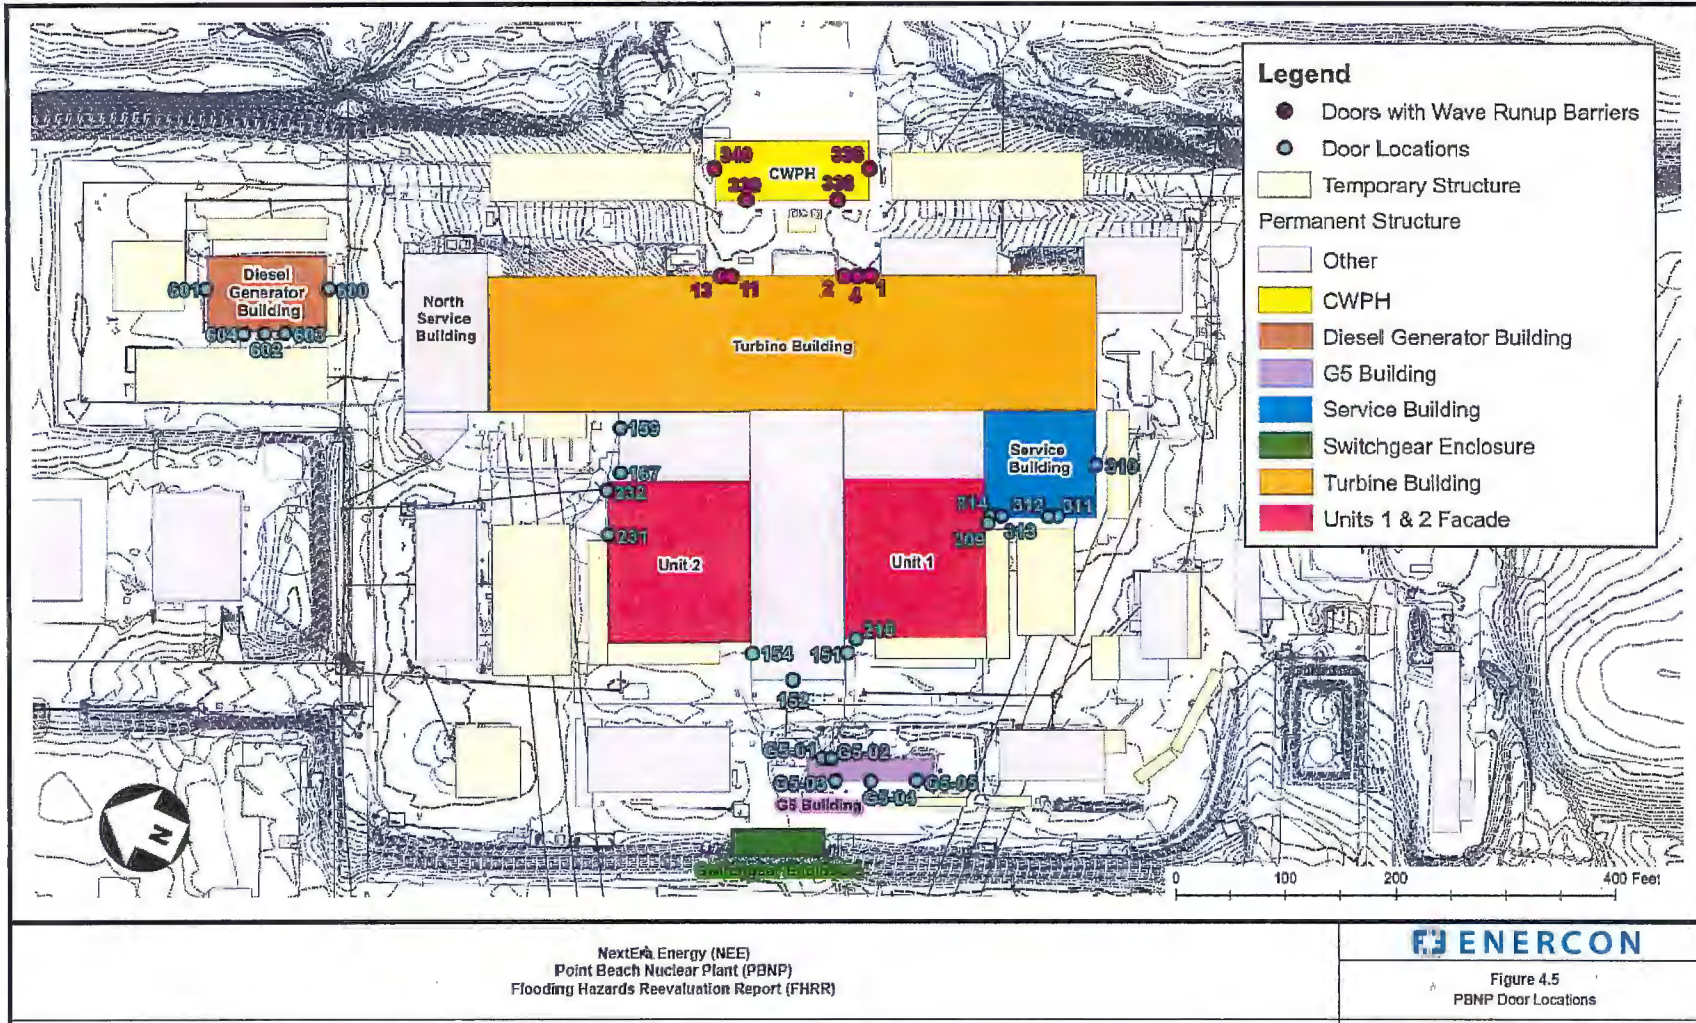 Legend
Doors with Wave Runup Barriers
Door Locations
Temporary Structure
Permanent Structure
Other
CWPH
Diesel Generator Building
G5 Building
Service Building
Switchgear Enclosure
Turbine Building
Units 1 & 2 Facade
340
CWPH
Diesel
Generator
Building
601
600
604
603
602
North
Service
Building
13
11
2
4
1
Turbine Building
159
157
232
231
Unit 2
Unit 1
Service
Building
310
314
312
311
313
209
210
154
151
152
G5-01
G5-02
G5-03
G5-04
G5-05
G5 Building
Switchgear Enclosure
N
0 100 200 400 Feet
NextEra Energy (NEE)
Point Beach Nuclear Plant (PBNP)
Flooding Hazards Reevaluation Report (FHRR)
ENERCON
Figure 4.5
PBNP Door Locations